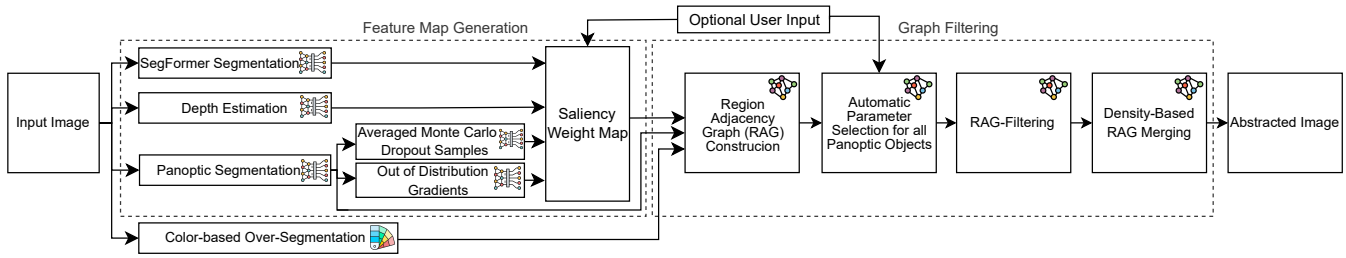 Optional User Input
Feature Map Generation
Graph Filtering
Input Image
SegFormer Segmentation
Depth Estimation
Panoptic Segmentation
Averaged Monte Carlo
Dropout Samples
Out of Distribution
Gradients
Color-based Over-Segmentation
Saliency
Weight Map
Region
Adjacency
Graph (RAG)
Construcion
Automatic
Parameter
Selection for all
Panoptic Objects
RAG-Filtering
Density-Based
RAG Merging
Abstracted Image